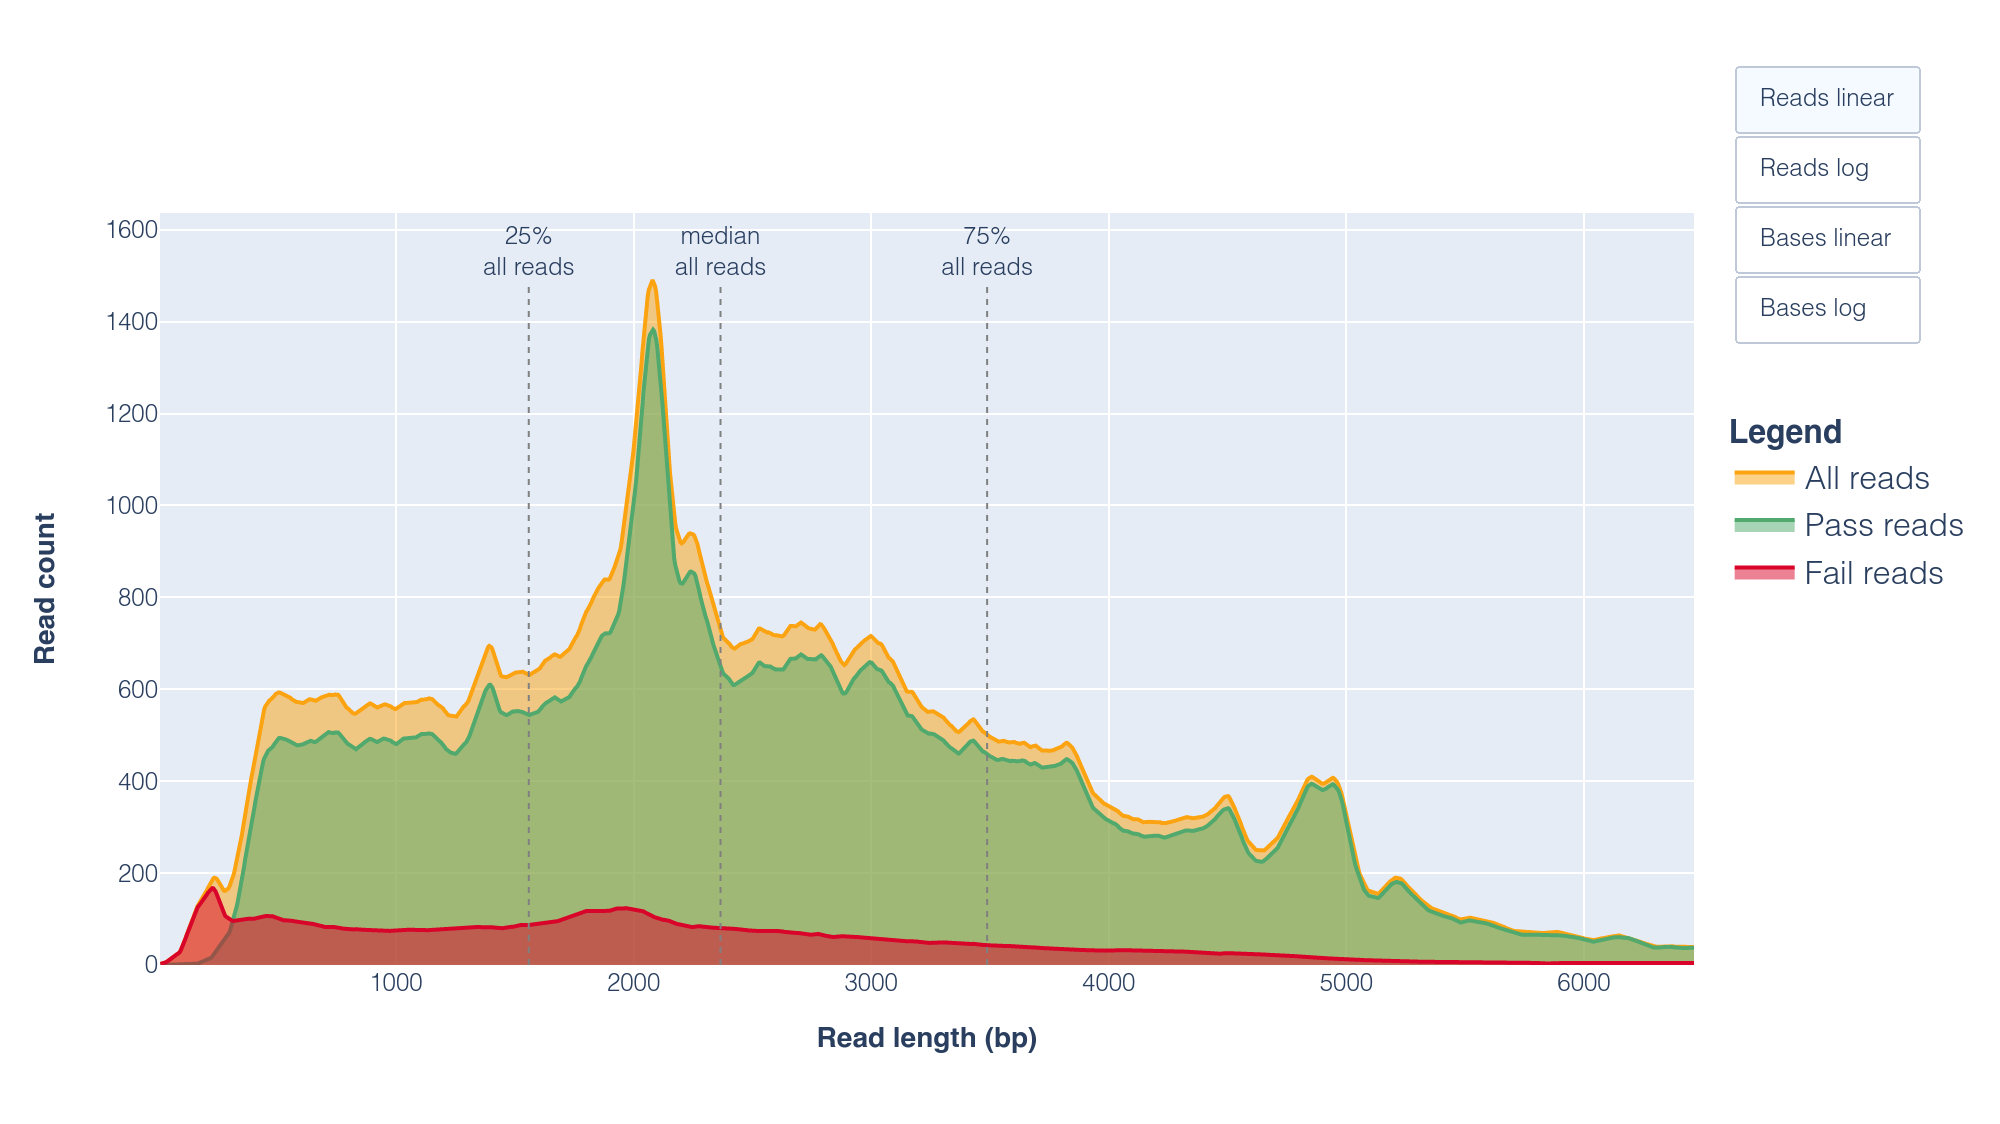 Reads linear
Reads log
Bases linear
Bases log
25%
all reads
median
all reads
75%
all reads
1600
1400
1200
1000
800
600
400
200
0
Read count
1000
2000
3000
4000
5000
6000
Read length (bp)
Legend
All reads
Pass reads
Fail reads